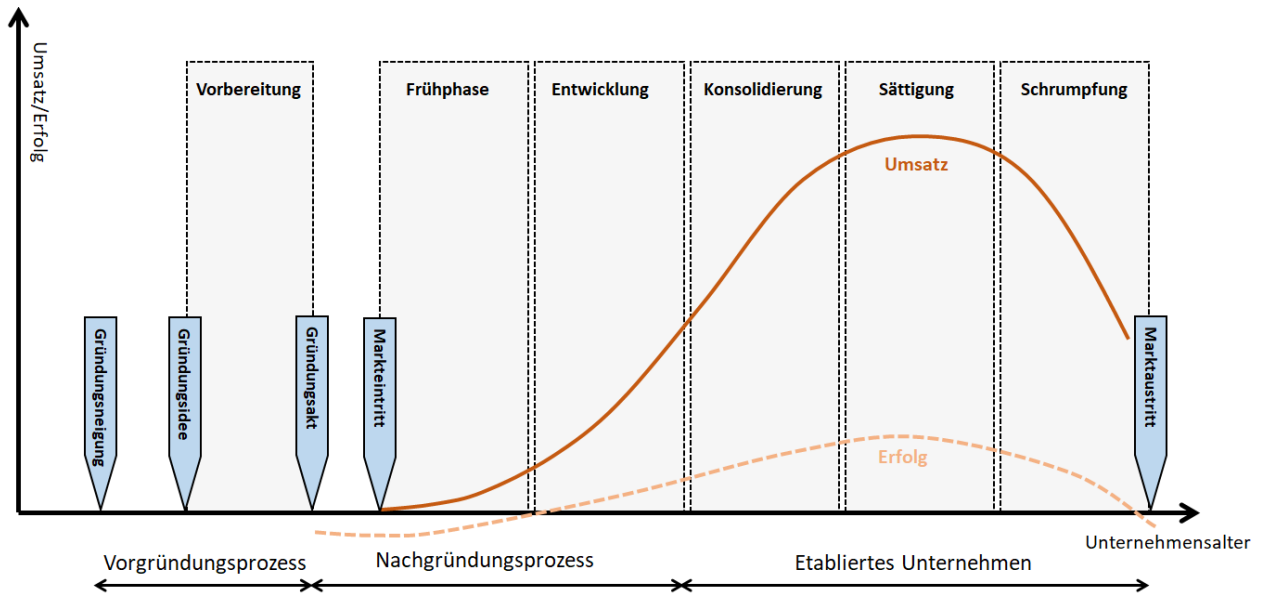 Umsatz/Erfolg
Vorbereitung
Frühphase
Entwicklung
Konsolidierung
Sättigung
Schrumpfung
Umsatz
Erfolg
Gründungsneigung
Gründungsidee
Gründungsakt
Markteintritt
Marktaustritt
Unternehmensalter
Vorgründungsprozess
Nachgründungsprozess
Etabliertes Unternehmen